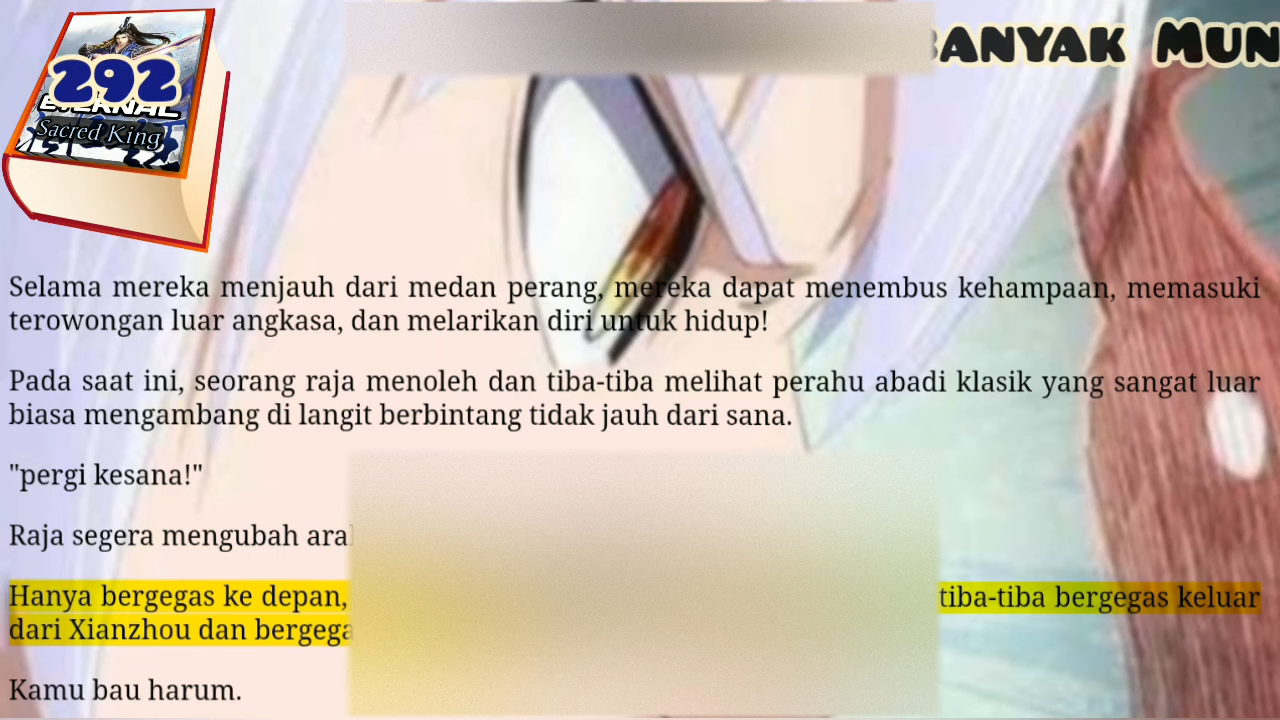 BANYAK MUN
292
ETERNAL
Sacred King
Selama mereka menjauh dari medan perang, mereka dapat menembus kehampaan, memasuki
terowongan luar angkasa, dan melarikan diri untuk hidup!
Pada saat ini, seorang raja menoleh dan tiba-tiba melihat perahu abadi klasik yang sangat luar
biasa mengambang di langit berbintang tidak jauh dari sana.
"pergi kesana!"
Raja segera mengubah
Hanya bergegas ke depan, tiba-tiba bergegas keluar
dari Xianzhou dan
Kamu bau harum.